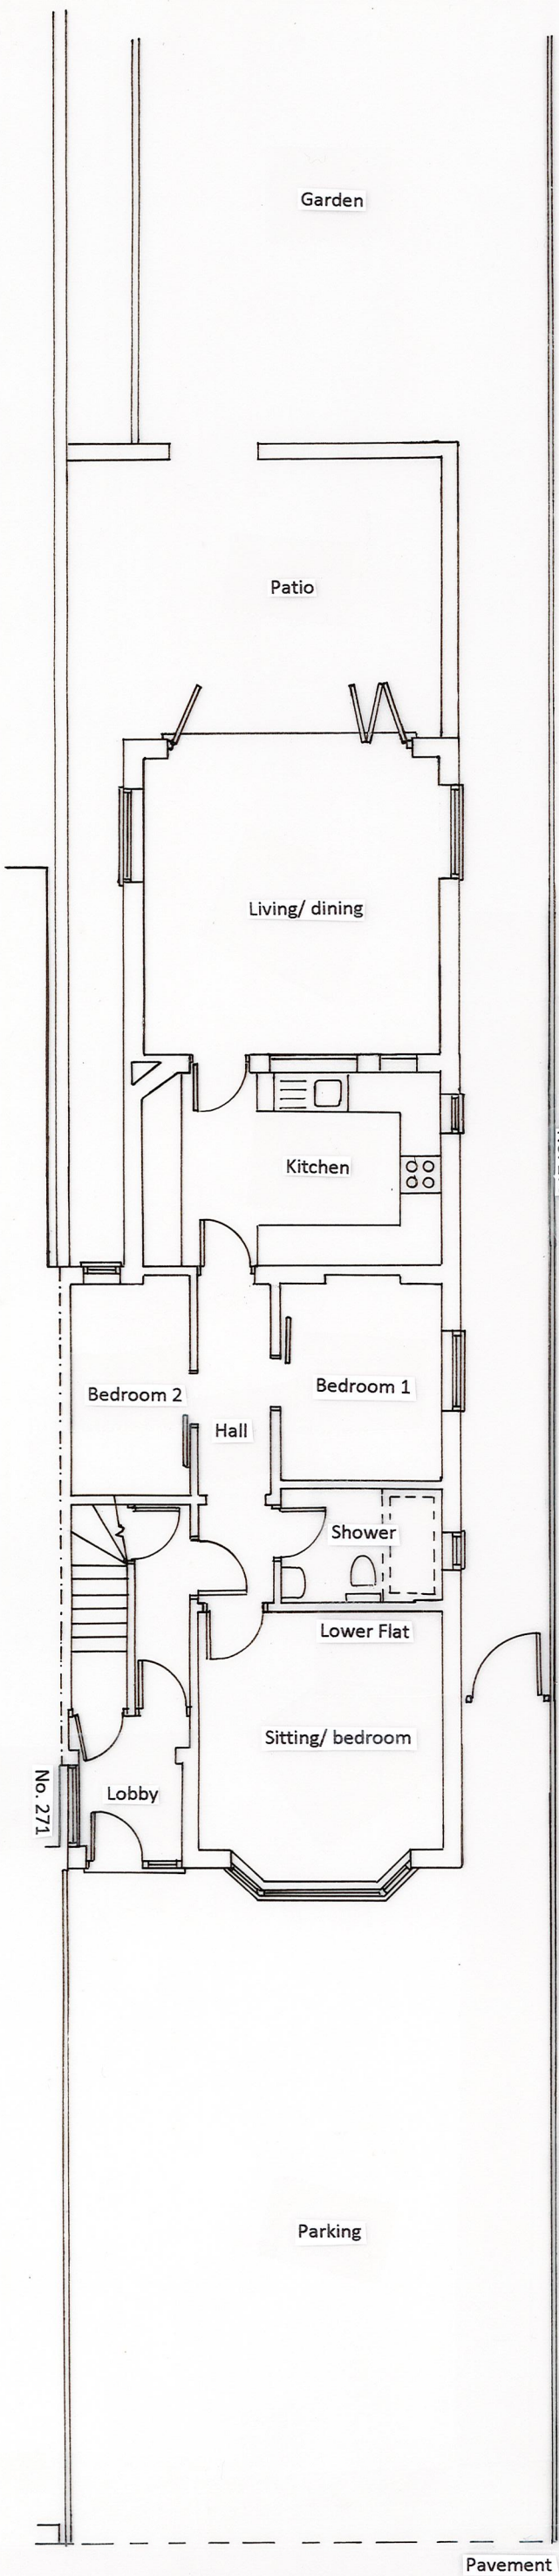 Garden
Patio
Living/ dining
Kitchen
Bedroom 2
Bedroom 1
Hall
Shower
Lower Flat
Sitting/ bedroom
Lobby
No. 271
Parking
Pavement